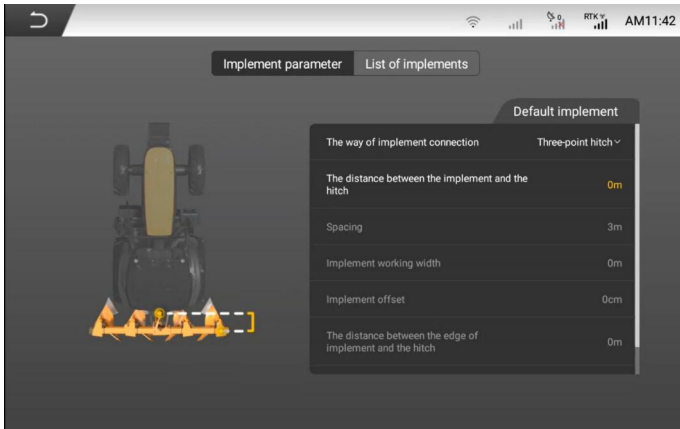 0 RTK AM11:42
Implement parameter List of implements
Default implement
The way of implement connection Three-point hitch
The distance between the implement and the
hitch 0m
Spacing 3m
Implement working width 0m
Implement offset 0cm
The distance between the edge of
implement and the hitch 0m